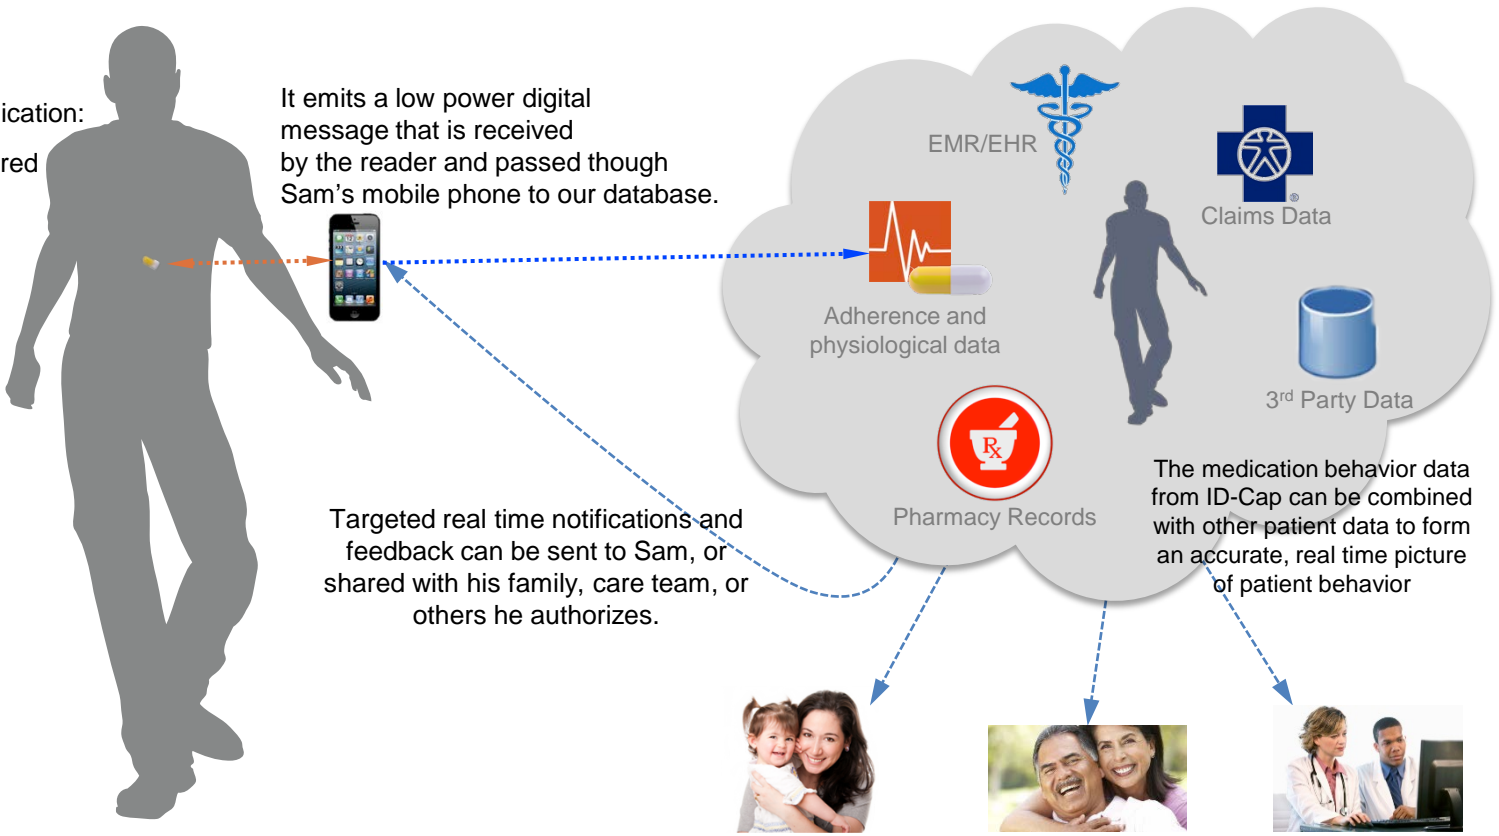 ication:
red
It emits a low power digital
message that is received
by the reader and passed though
Sam’s mobile phone to our database.
EMR/EHR
®
Claims Data
Adherence and
physiological data
3rd Party Data
Rx
Pharmacy Records
The medication behavior data
from ID-Cap can be combined
with other patient data to form
an accurate, real time picture
of patient behavior
Targeted real time notifications and
feedback can be sent to Sam, or
shared with his family, care team, or
others he authorizes.